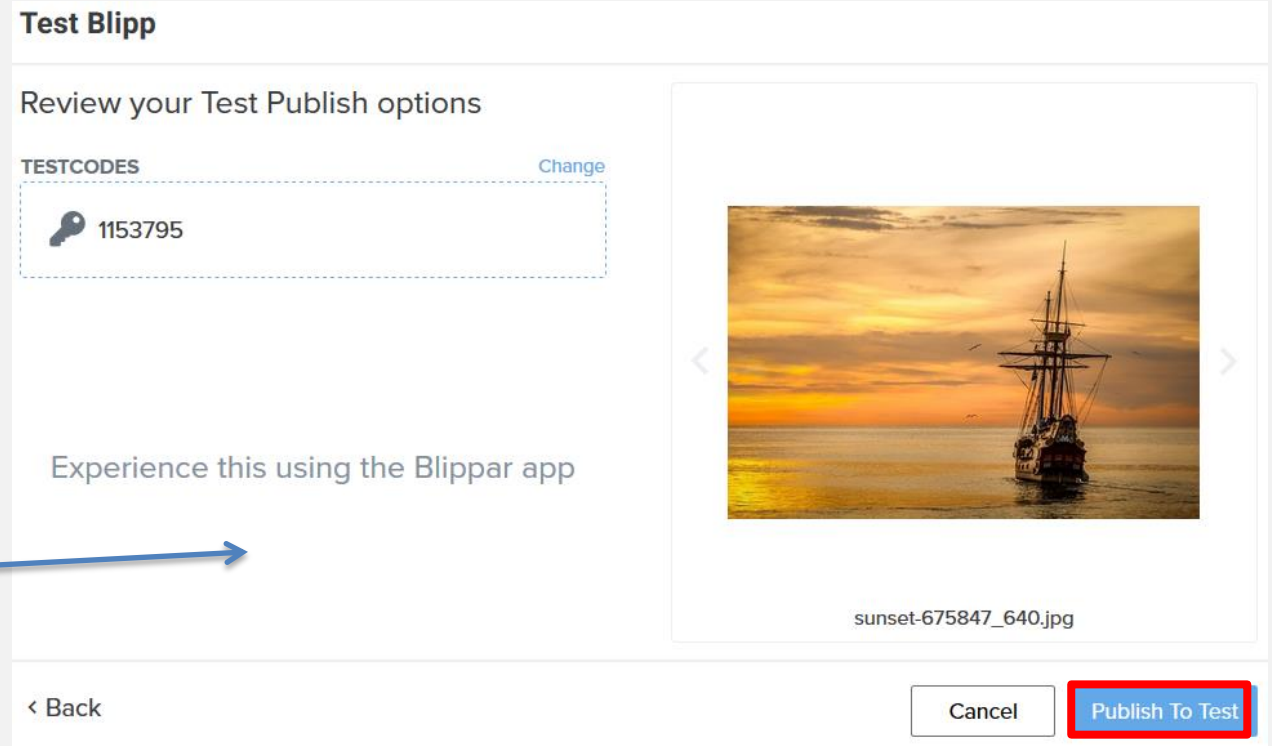 Test Blipp
Review your Test Publish options
TESTCODES Change
1153795
Experience this using the Blippar app
sunset-675847_640.jpg
< Back
Cancel
Publish To Test